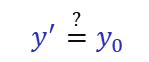 y′ ≟ y₀